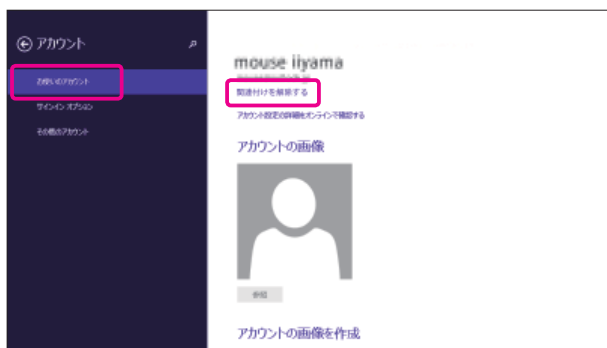 アカウント
お使いのアカウント
サインイン オプション
その他のアカウント
mouse iiyama
関連付けを解除する
アカウント設定の詳細をオンラインで確認する
アカウントの画像
参照
アカウントの画像を作成